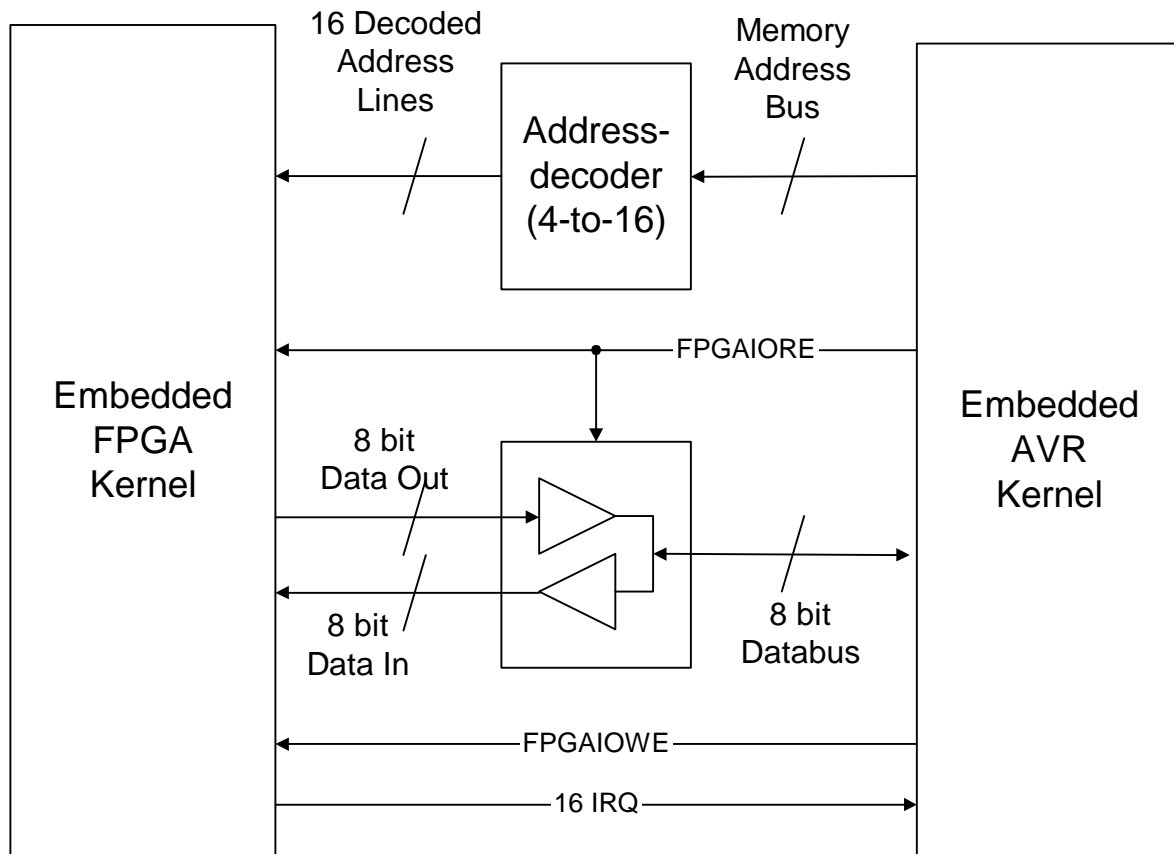 16 Decoded
Address
Lines
Memory
Address
Bus
Address-
decoder
(4-to-16)
FPGAIORE
Embedded
FPGA
Kernel
Embedded
AVR
Kernel
8 bit
Data Out
8 bit
Data In
8 bit
Databus
FPGAIOWE
16 IRQ